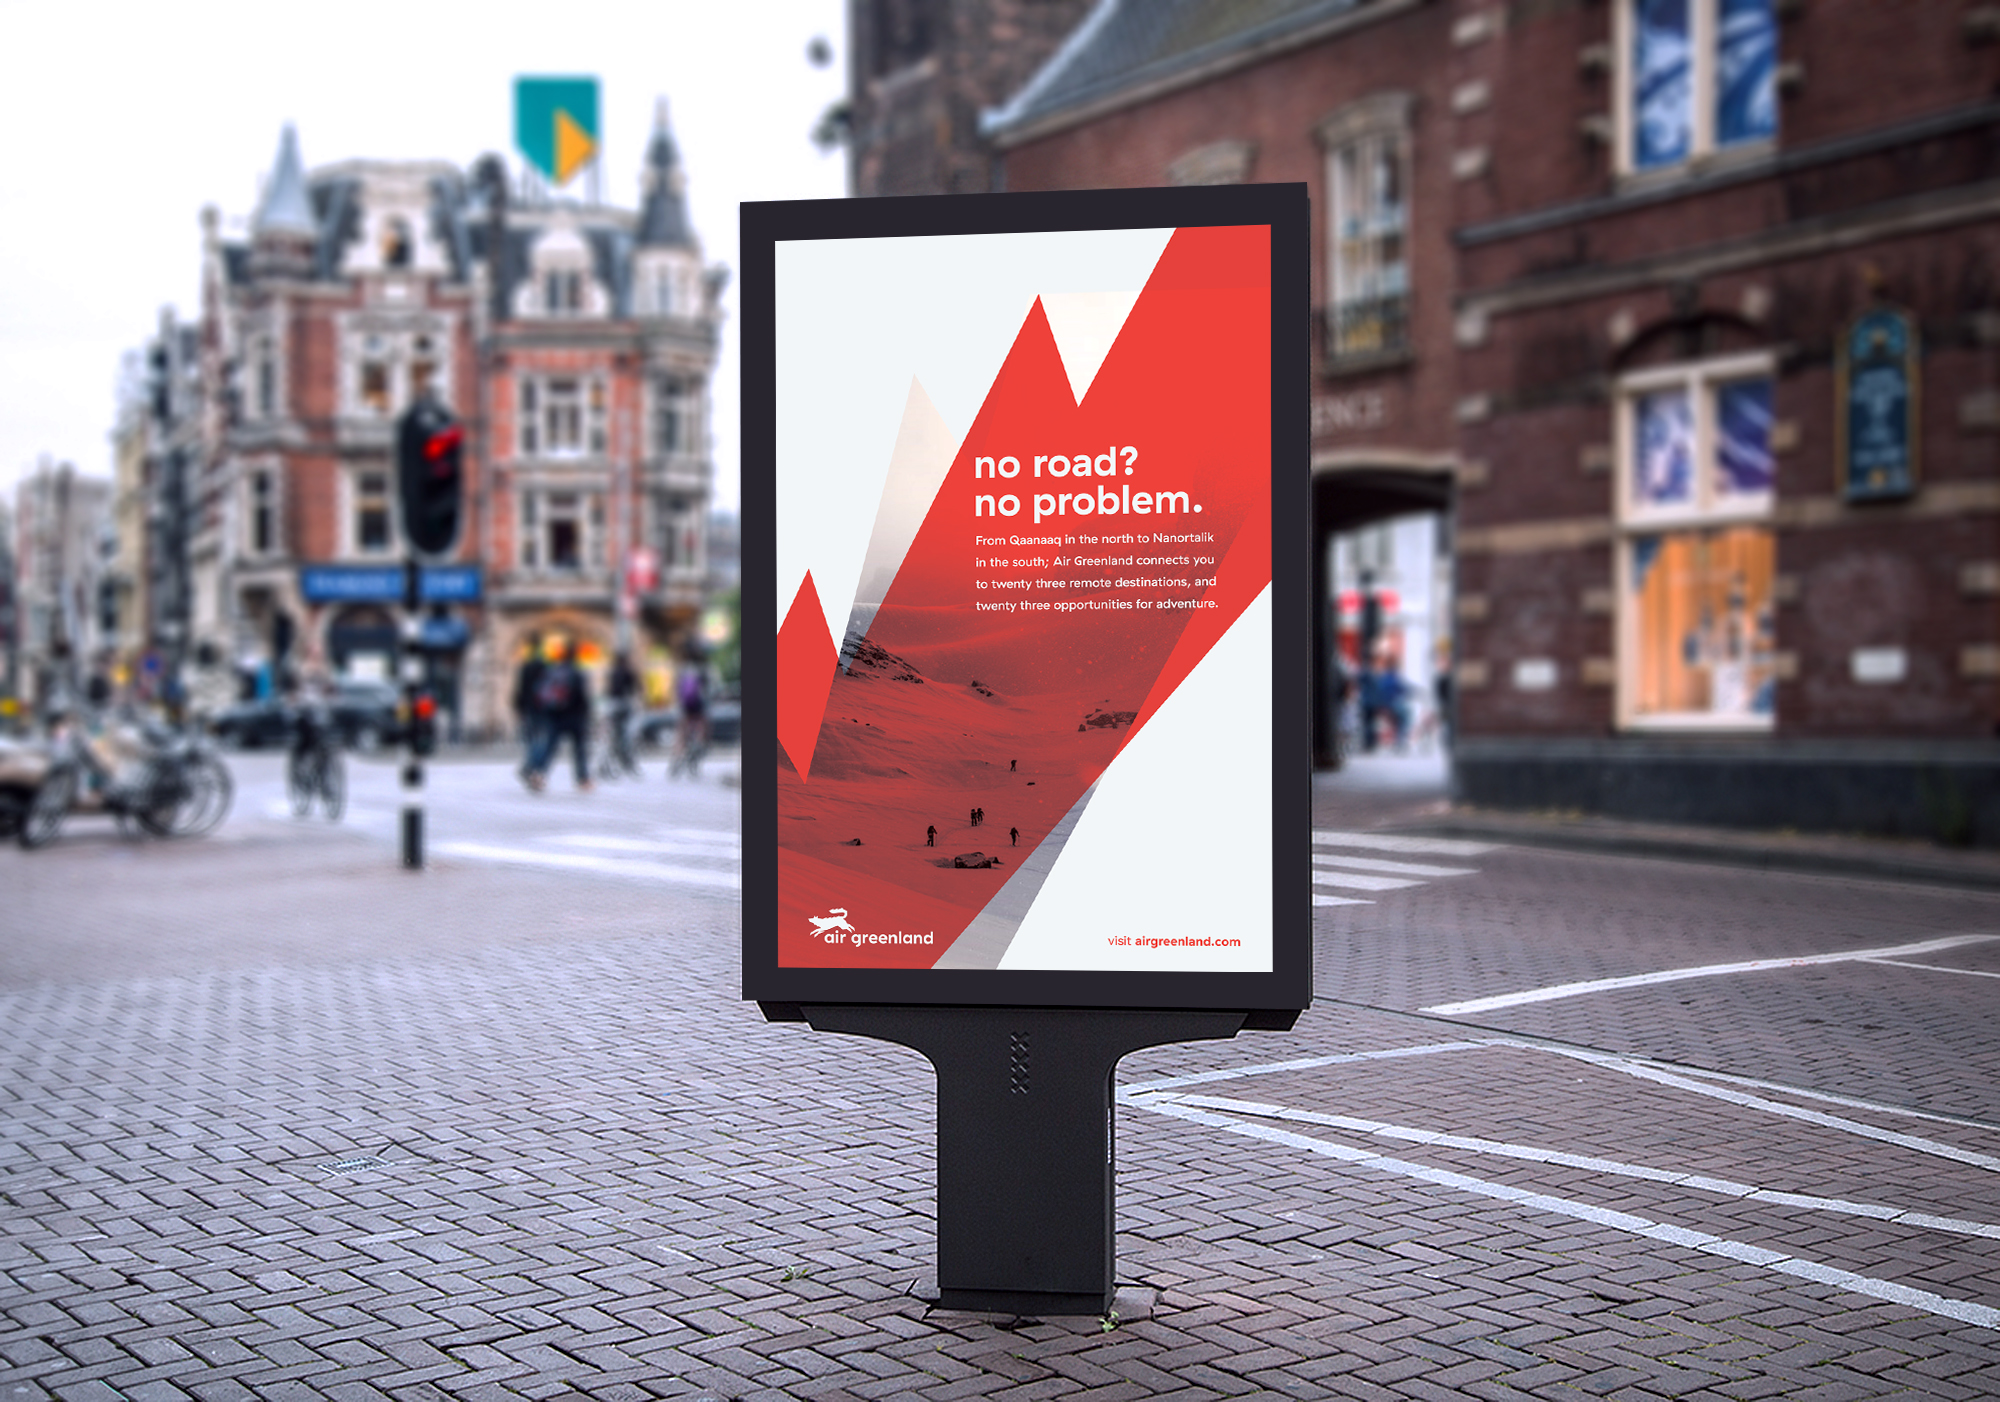 no road?
no problem.
From Qaanaaq in the north to Nanortalik
in the south; Air Greenland connects you
to twenty three remote destinations, and
twenty three opportunities for adventure.
air greenland
visit airgreenland.com